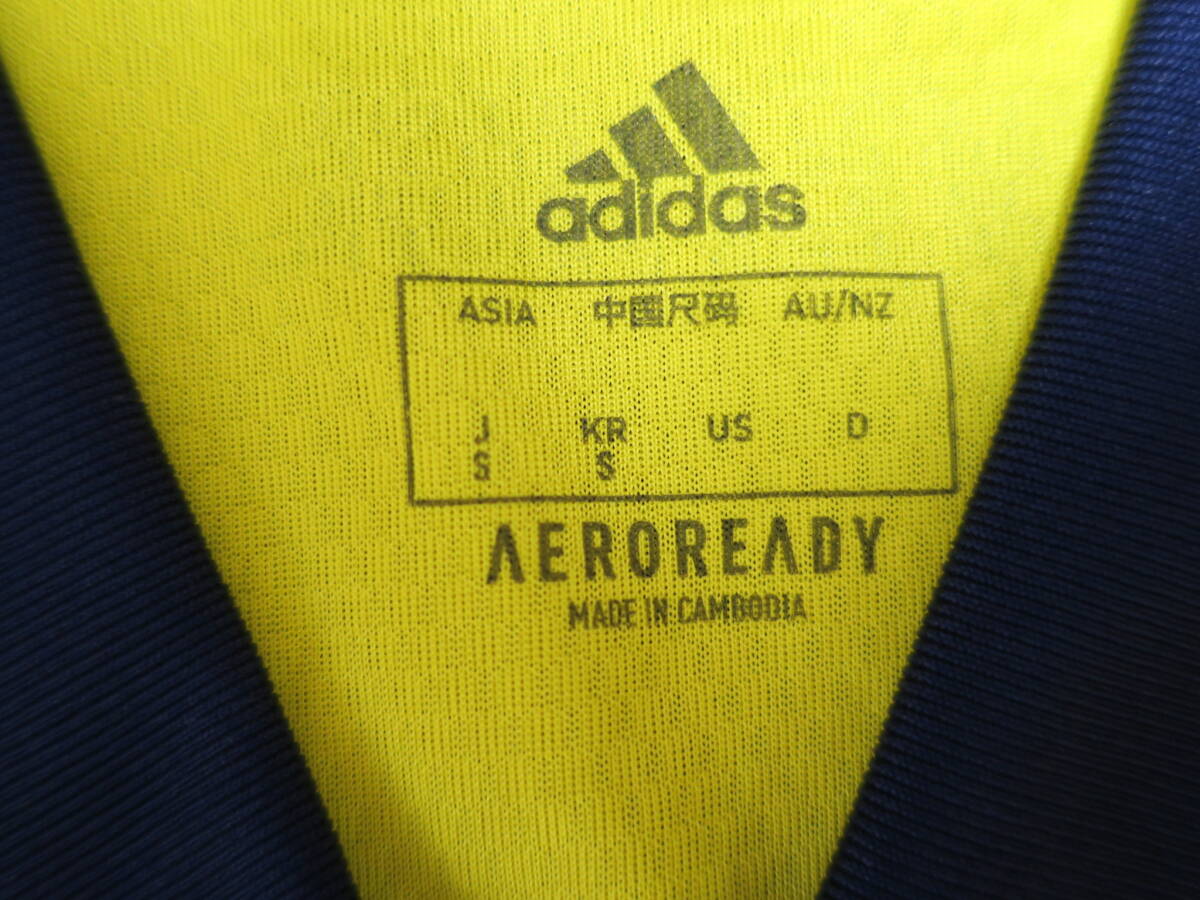 adidas
ASIA 中国尺码 AU/NZ
J KR US D
S S
AEROREADY
MADE IN CAMBODIA